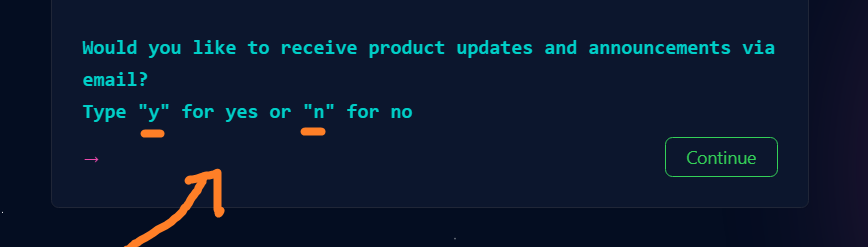 Would you like to receive product updates and announcements via
email?
Type "y" for yes or "n" for no
→
Continue